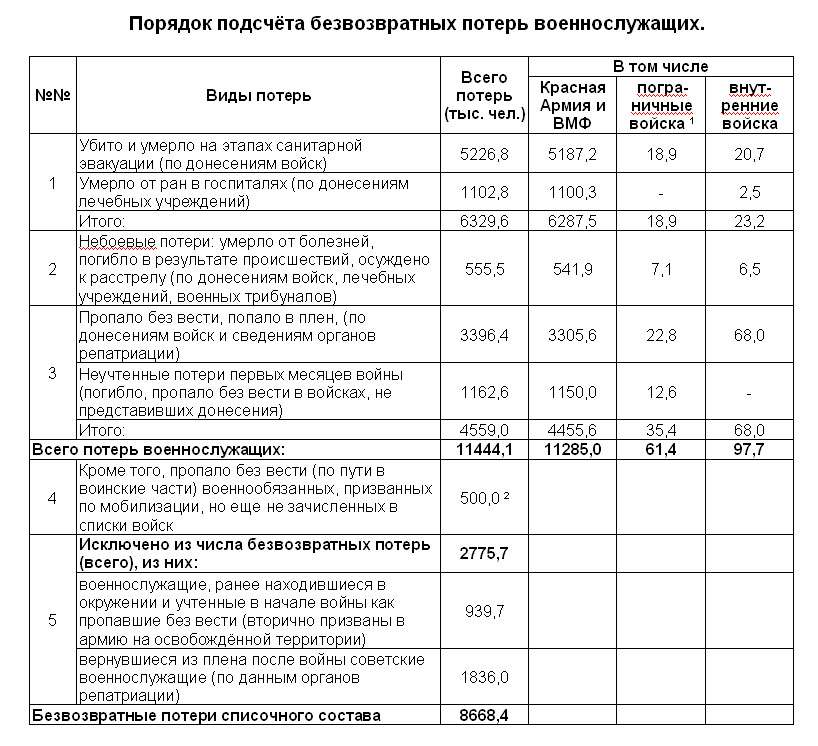 Порядок подсчёта безвозвратных потерь военнослужащих.
№№ Виды потерь Всего потерь (тыс. чел.) В том числе
Красная Армия и ВМФ погра-ничные войска 1 внут-ренние войска
1
Убито и умерло на этапах санитарной
эвакуации (по донесениям войск) 5226,8 5187,2 18,9 20,7
Умерло от ран в госпиталях (по донесениям
лечебных учреждений) 1102,8 1100,3 - 2,5
Итого: 6329,6 6287,5 18,9 23,2
2
Небоевые потери: умерло от болезней,
погибло в результате происшествий, осуждено
к расстрелу (по донесениям войск, лечебных
учреждений, военных трибуналов) 555,5 541,9 7,1 6,5
3
Пропало без вести, попало в плен, (по
донесениям войск и сведениям органов
репатриации) 3396,4 3305,6 22,8 68,0
Неучтенные потери первых месяцев войны
(погибло, пропало без вести в войсках, не
представивших донесения) 1162,6 1150,0 12,6 -
Итого: 4559,0 4455,6 35,4 68,0
Всего потерь военнослужащих: 11444,1 11285,0 61,4 97,7
4
Кроме того, пропало без вести (по пути в
воинские части) военнообязанных, призванных
по мобилизации, но еще не зачисленных в
списки войск 500,0 2
5
Исключено из числа безвозвратных потерь
(всего), из них: 2775,7
военнослужащие, ранее находившиеся в
окружении и учтенные в начале войны как
пропавшие без вести (вторично призваны в
армию на освобождённой территории) 939,7
вернувшиеся из плена после войны советские
военнослужащие (по данным органов
репатриации) 1836,0
Безвозвратные потери списочного состава 8668,4